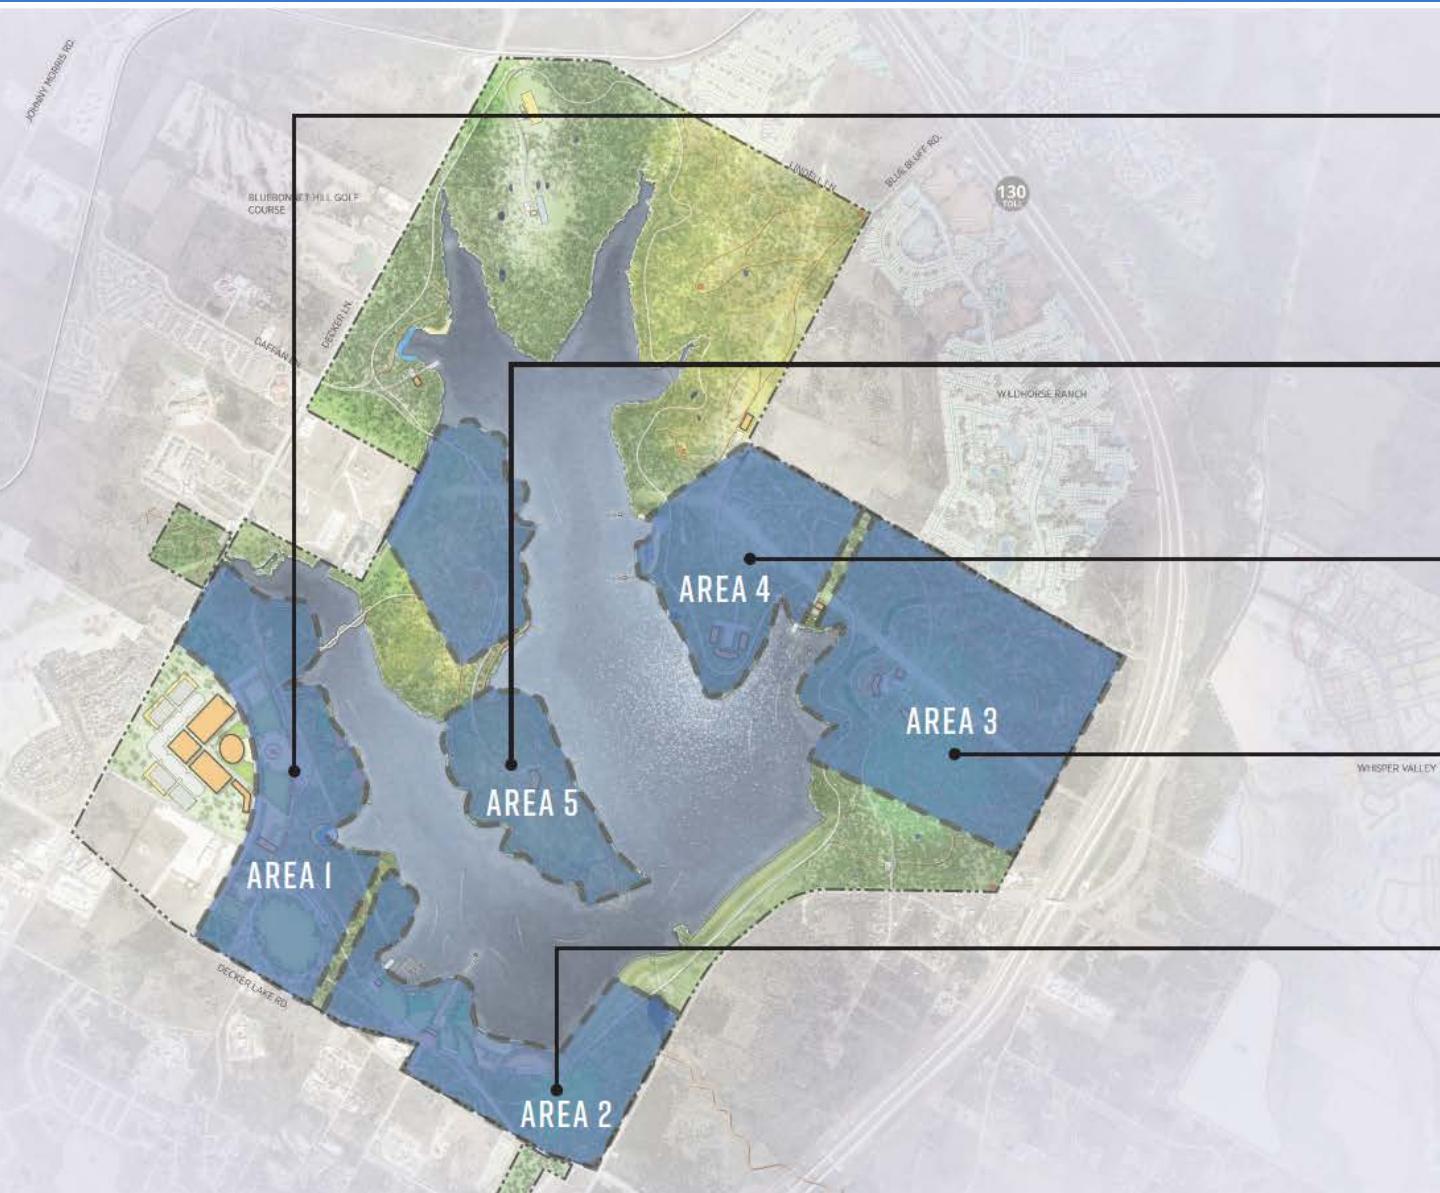 JOHNNY MORRIS RD.
LINDELL LN.
BLUE BLUFF RD.
130
TOLL
BLUEBONNET HILL GOLF
COURSE
DECKER LN.
DAFFAN LN.
WILDHORSE RANCH
AREA 4
AREA 3
WHISPER VALLEY
AREA 5
AREA 1
DECKER LAKE RD.
AREA 2